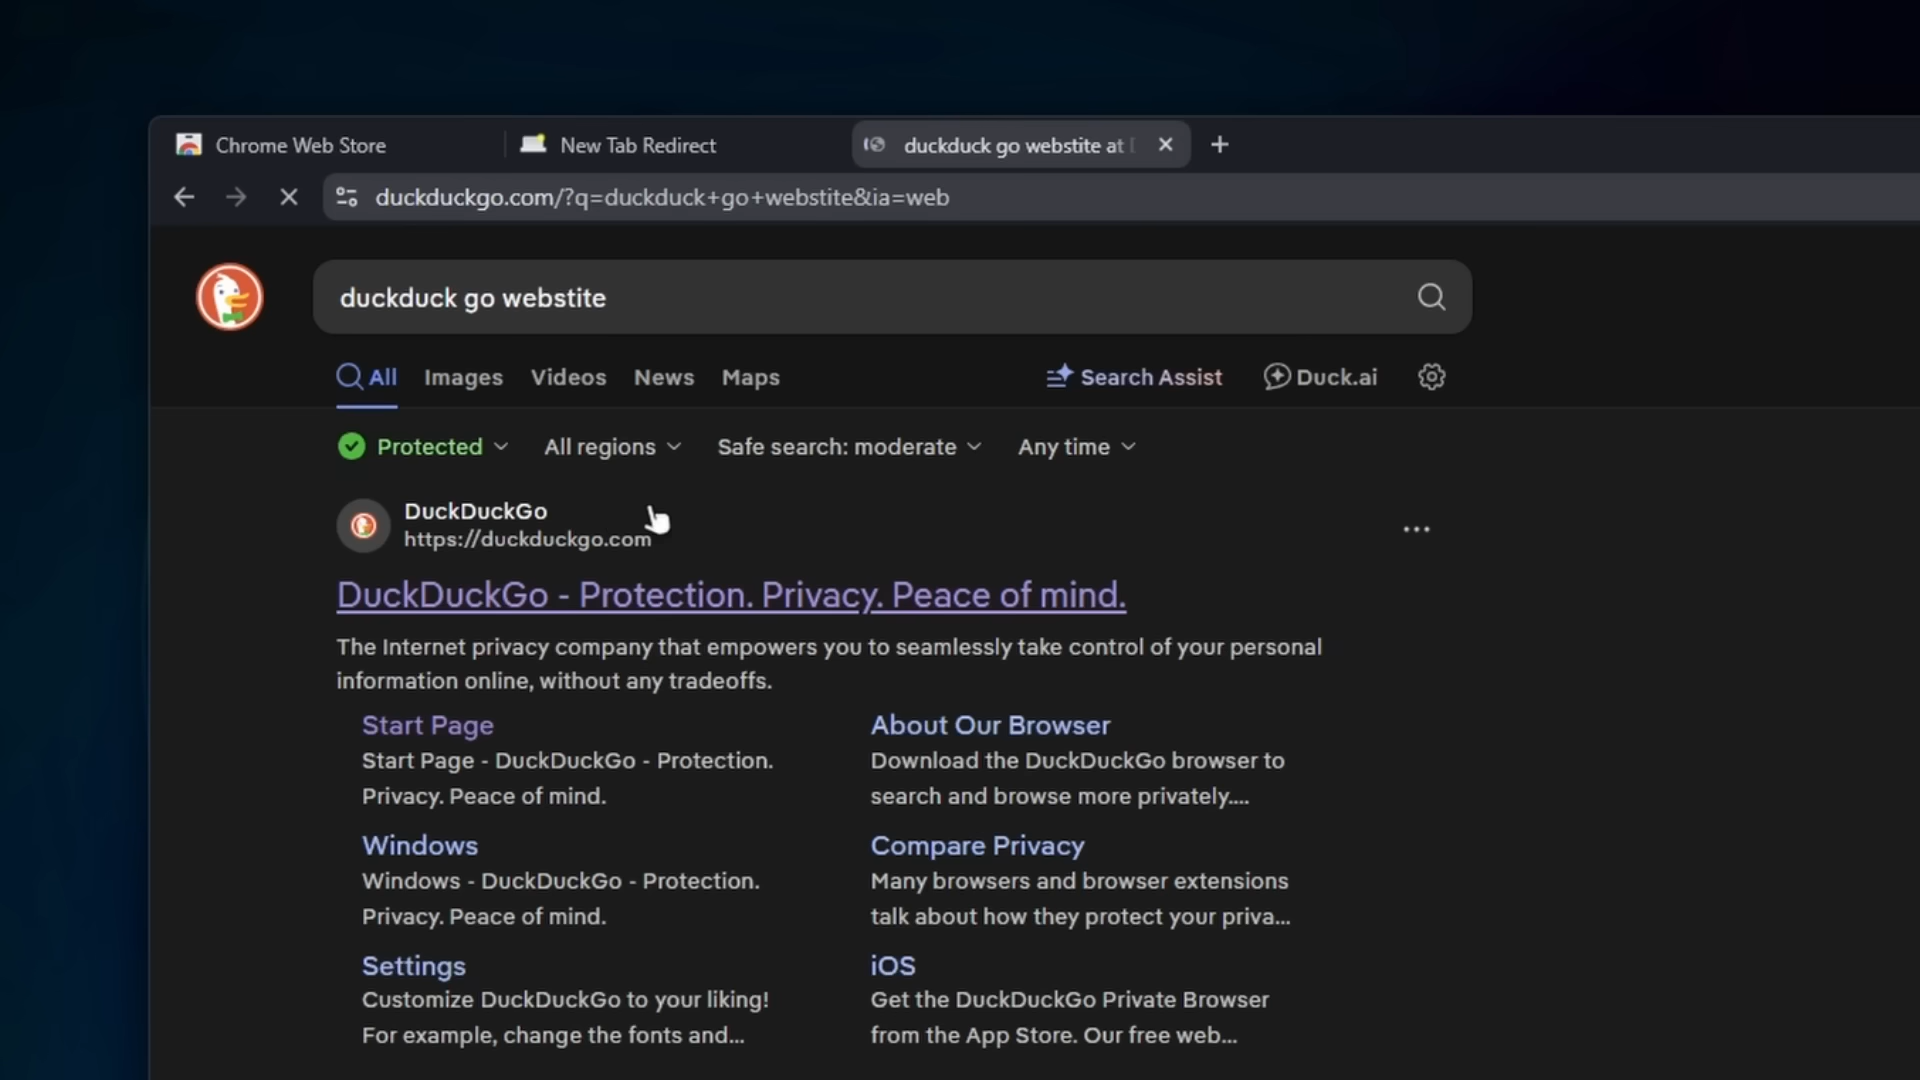 Chrome Web Store
New Tab Redirect
duckduck go webstite at
duckduckgo.com/?q=duckduck+go+webstite&ia=web
duckduck go webstite
All Images Videos News Maps Search Assist Duck.ai
Protected All regions Safe search: moderate Any time
DuckDuckGo
https://duckduckgo.com
DuckDuckGo - Protection. Privacy. Peace of mind.
The Internet privacy company that empowers you to seamlessly take control of your personal
information online, without any tradeoffs.
Start Page
Start Page - DuckDuckGo - Protection.
Privacy. Peace of mind.
About Our Browser
Download the DuckDuckGo browser to
search and browse more privately....
Windows
Windows - DuckDuckGo - Protection.
Privacy. Peace of mind.
Compare Privacy
Many browsers and browser extensions
talk about how they protect your priva...
Settings
Customize DuckDuckGo to your liking!
For example, change the fonts and...
iOS
Get the DuckDuckGo Private Browser
from the App Store. Our free web...